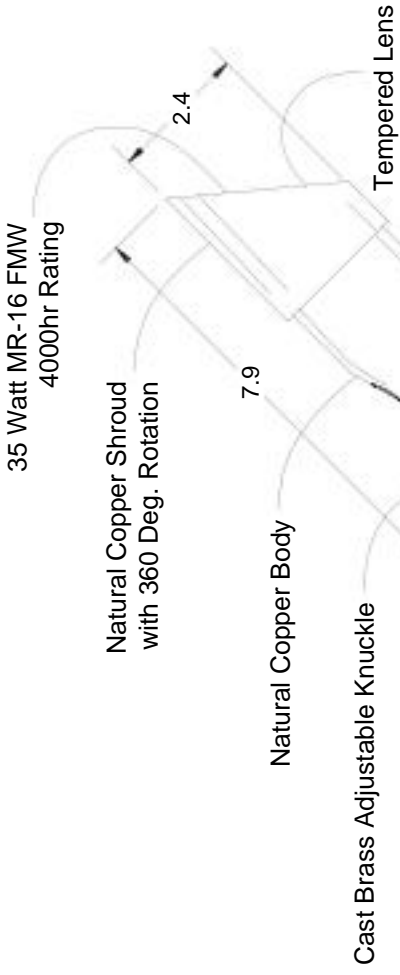 35 Watt MR-16 FMW
4000hr Rating
2.4
Tempered Lens
Natural Copper Shroud
with 360 Deg. Rotation
7.9
Natural Copper Body
Cast Brass Adjustable Knuckle